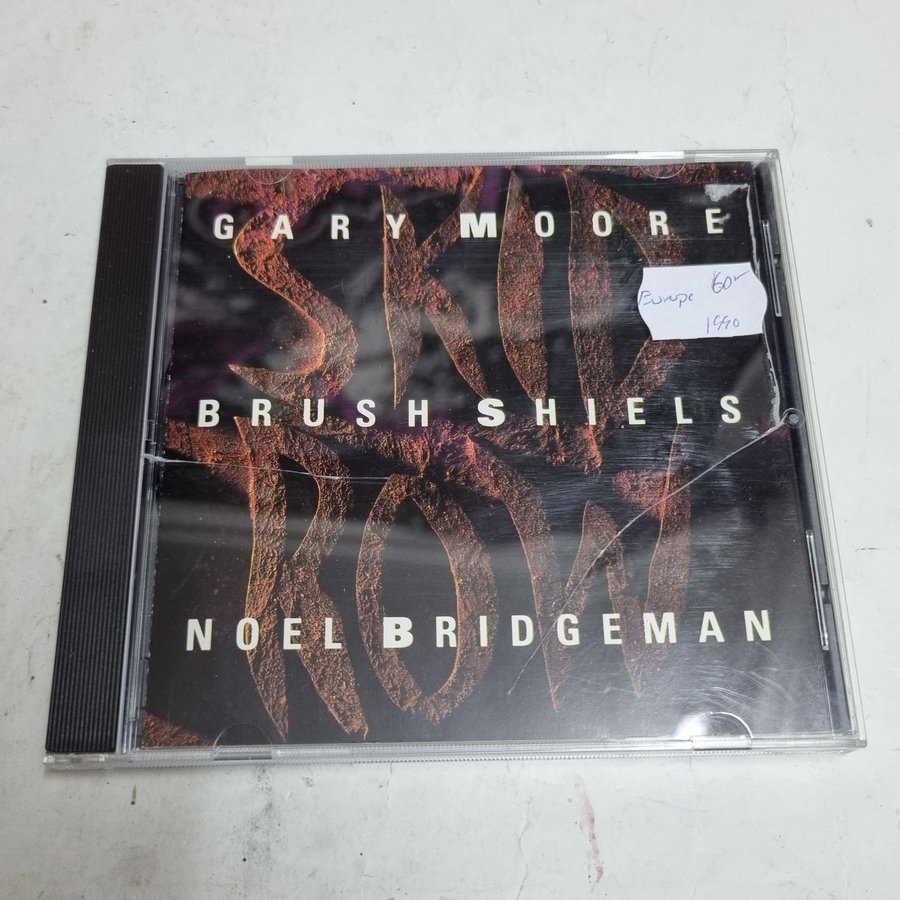 GARY MOORE
SKID
Europe 60,-
1990
BRUSH SHIELS
ROW
NOEL BRIDGEMAN